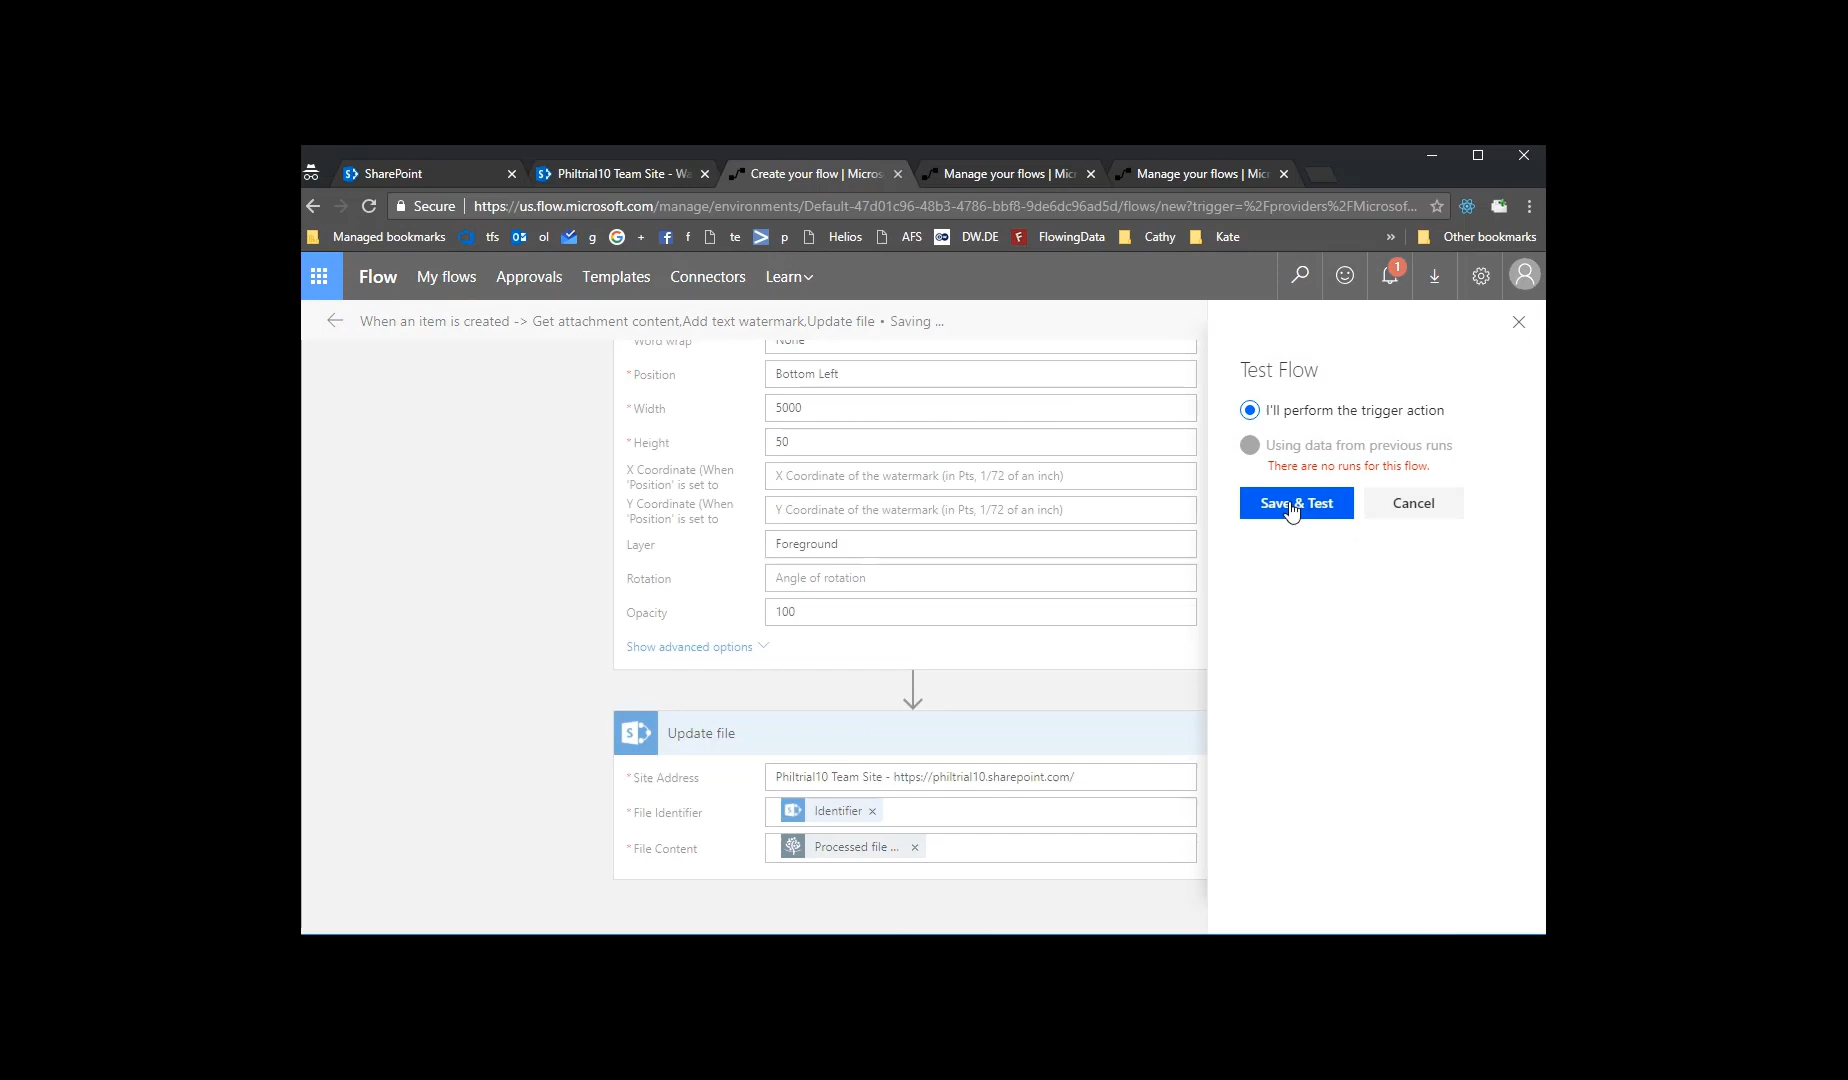 SharePoint
Philtrial10 Team Site - Wa
Create your flow | Micros
Manage your flows | Mic
Manage your flows | Mic
Secure
https://us.flow.microsoft.com/manage/environments/Default-47d01c96-48b3-4786-bbf8-9de6dc96ad5d/flows/new?trigger=%2Fproviders%2FMicrosof...
Managed bookmarks tfs ol g + f te p Helios AFS DW.DE FlowingData Cathy Kate » Other bookmarks
Flow My flows Approvals Templates Connectors Learn 1
When an item is created -> Get attachment content,Add text watermark,Update file • Saving ...
Word wrap None
* Position Bottom Left
* Width 5000
* Height 50
X Coordinate (When
'Position' is set to
X Coordinate of the watermark (in Pts, 1/72 of an inch)
Y Coordinate (When
'Position' is set to
Y Coordinate of the watermark (in Pts, 1/72 of an inch)
Layer Foreground
Rotation Angle of rotation
Opacity 100
Show advanced options
Update file
* Site Address Philtrial10 Team Site - https://philtrial10.sharepoint.com/
* File Identifier Identifier ×
* File Content Processed file ... ×
Test Flow
I'll perform the trigger action
Using data from previous runs
There are no runs for this flow.
Save & Test Cancel